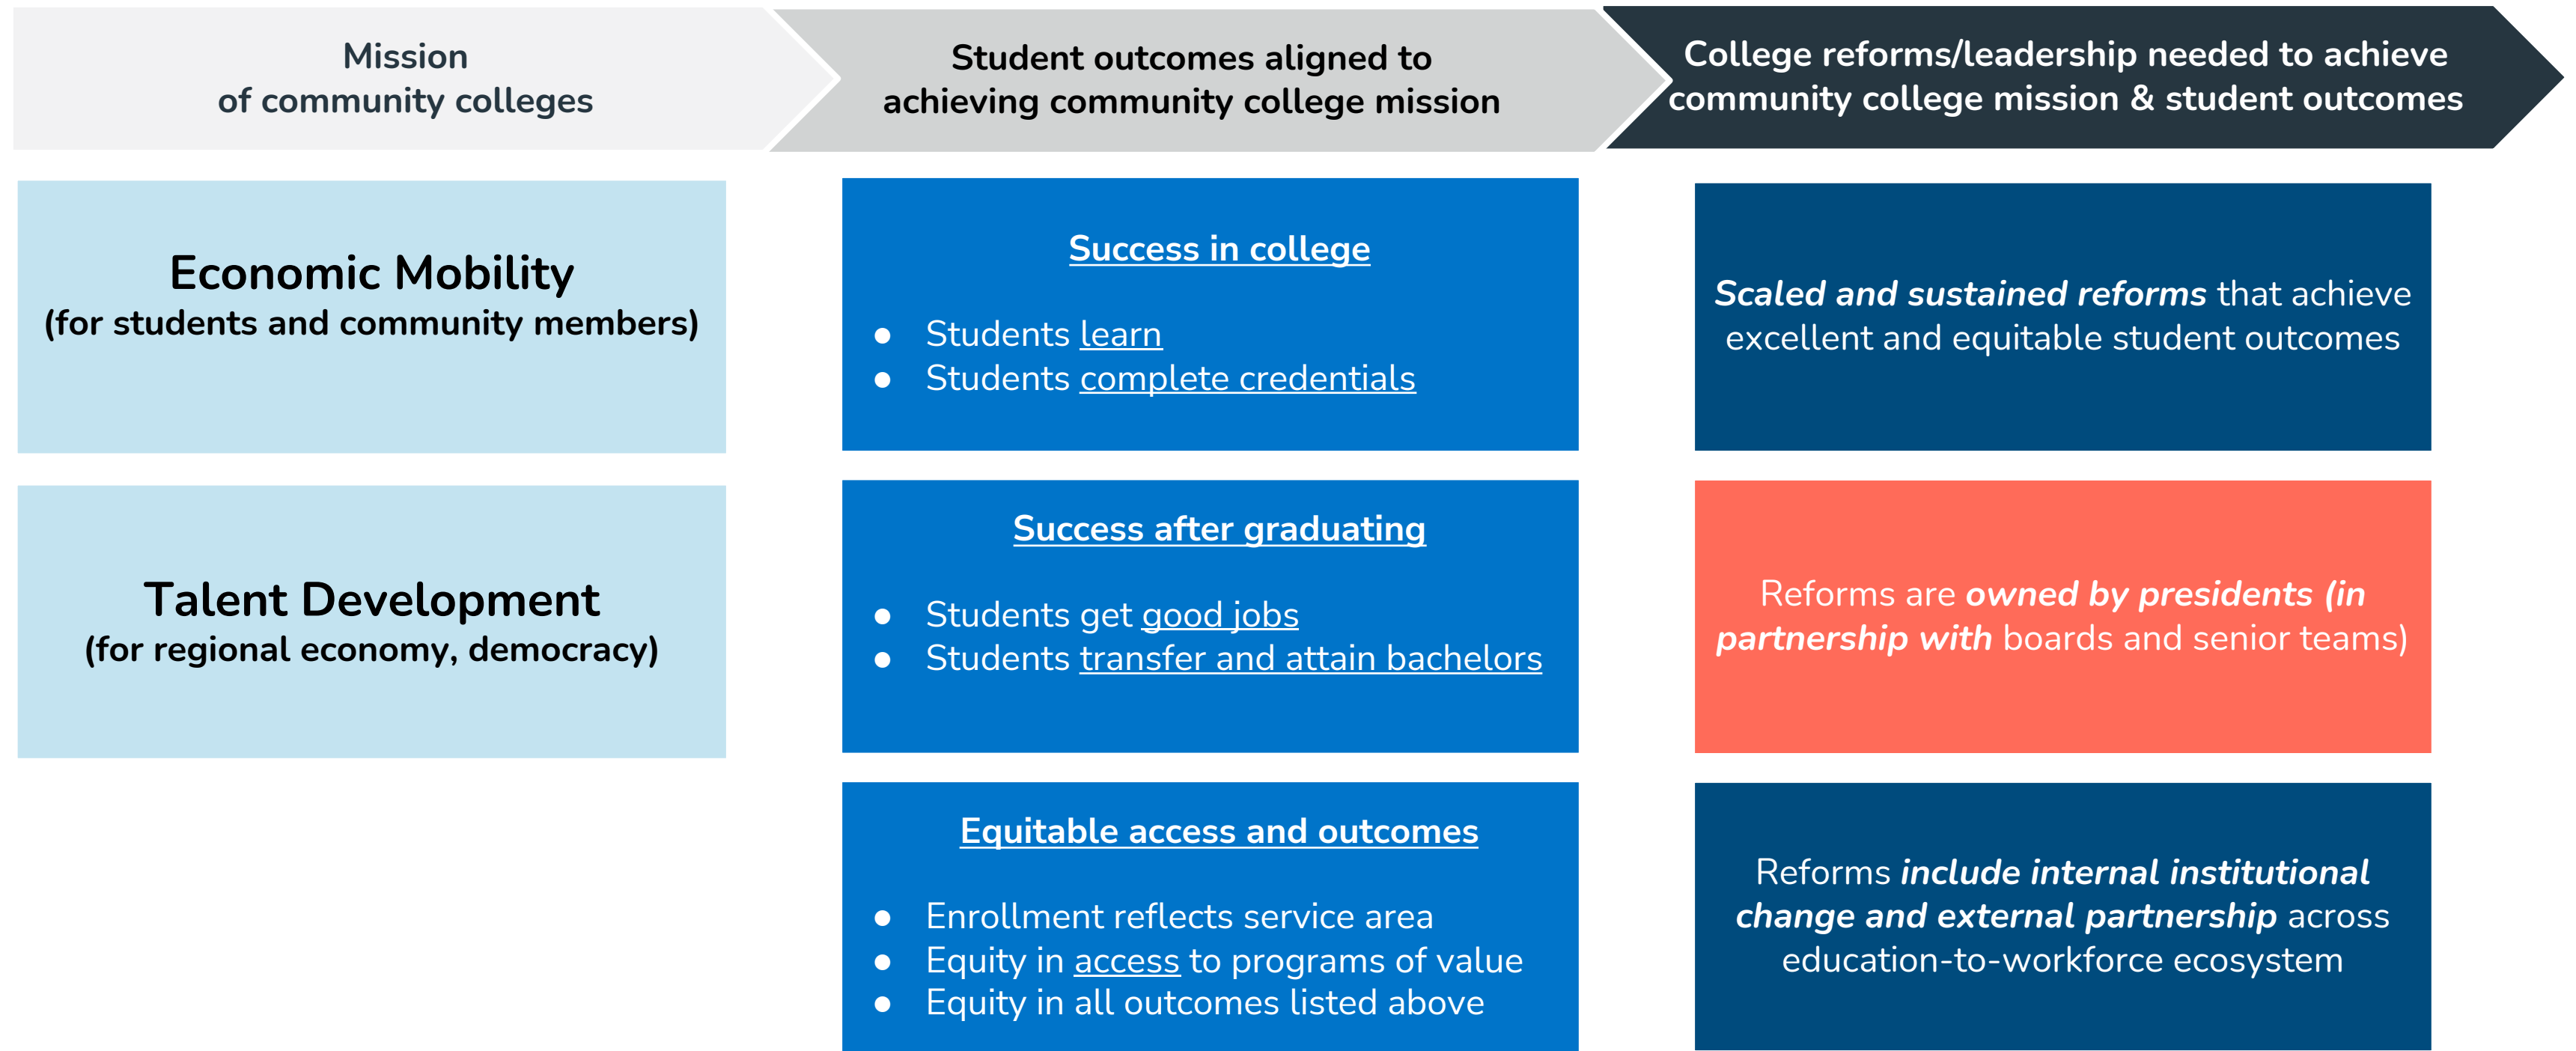 Mission
of community colleges
Student outcomes aligned to
achieving community college mission
College reforms/leadership needed to achieve
community college mission & student outcomes
Economic Mobility
(for students and community members)
Talent Development
(for regional economy, democracy)
Success in college
● Students learn
● Students complete credentials
Success after graduating
● Students get good jobs
● Students transfer and attain bachelors
Equitable access and outcomes
● Enrollment reflects service area
● Equity in access to programs of value
● Equity in all outcomes listed above
Scaled and sustained reforms that achieve
excellent and equitable student outcomes
Reforms are owned by presidents (in
partnership with boards and senior teams)
Reforms include internal institutional
change and external partnership across
education-to-workforce ecosystem